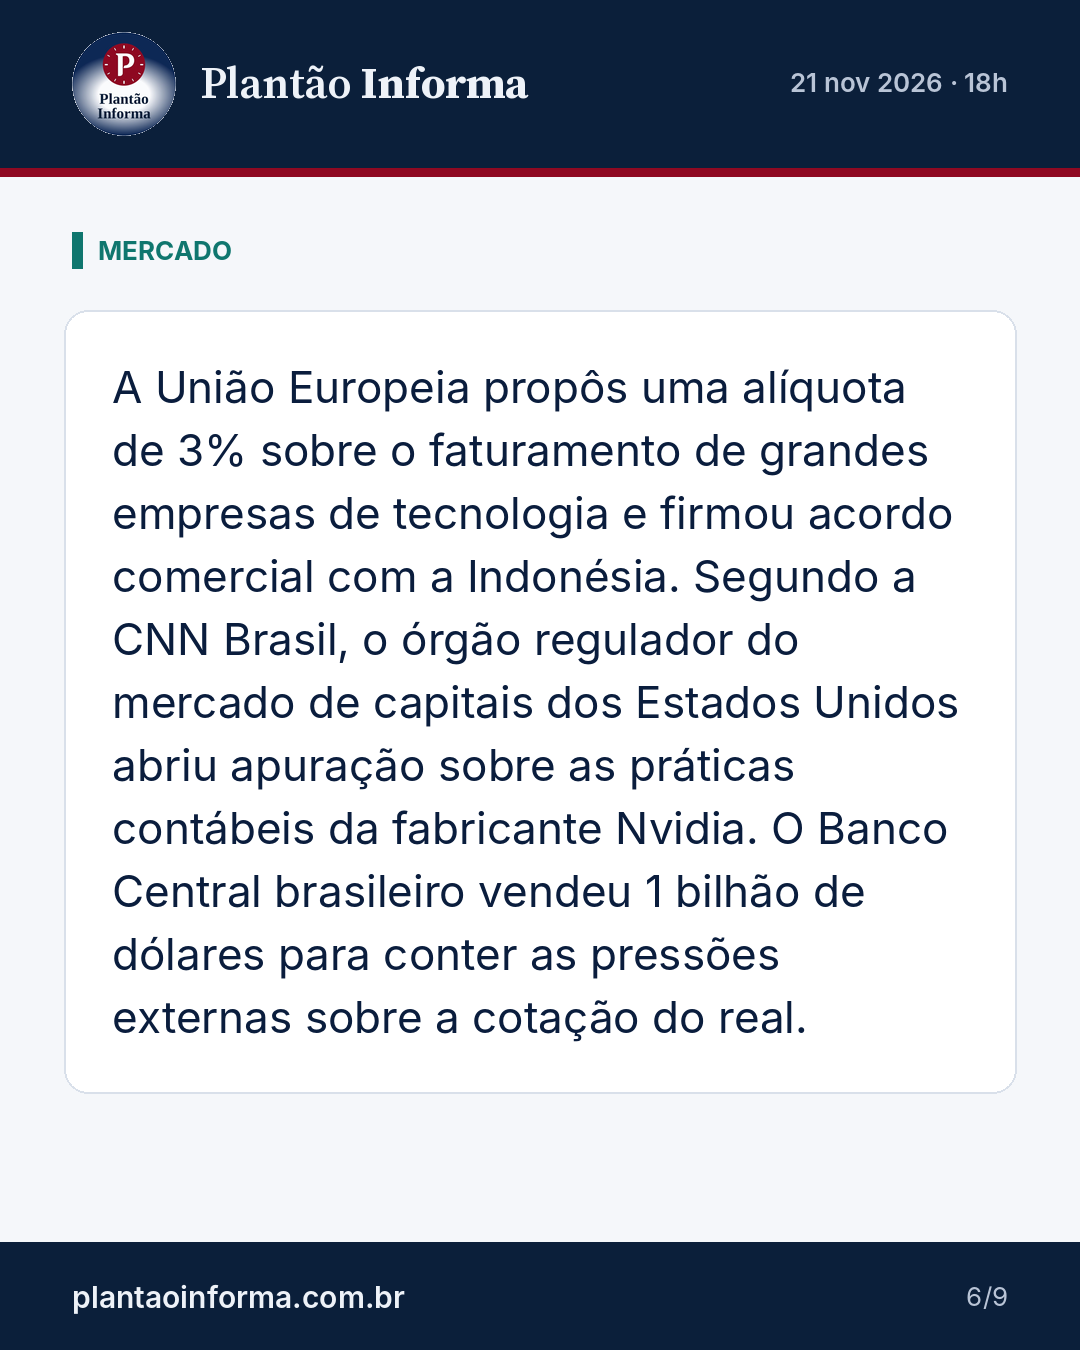 P
Plantão
Informa
Plantão Informa
21 nov 2026 · 18h
MERCADO
A União Europeia propôs uma alíquota
de 3% sobre o faturamento de grandes
empresas de tecnologia e firmou acordo
comercial com a Indonésia. Segundo a
CNN Brasil, o órgão regulador do
mercado de capitais dos Estados Unidos
abriu apuração sobre as práticas
contábeis da fabricante Nvidia. O Banco
Central brasileiro vendeu 1 bilhão de
dólares para conter as pressões
externas sobre a cotação do real.
plantaoinforma.com.br
6/9